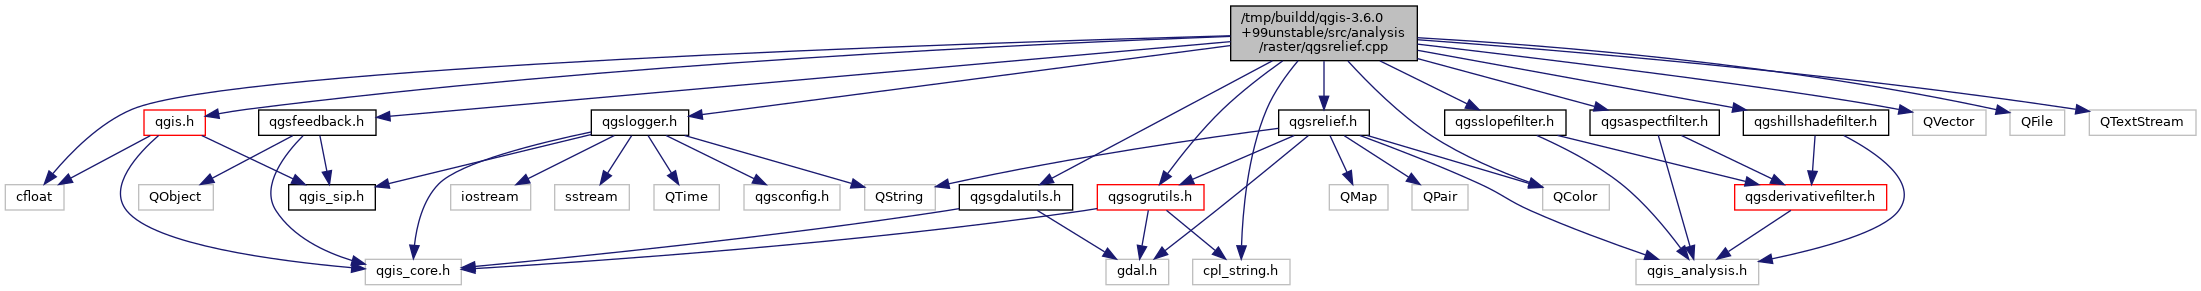 /tmp/buildd/qgis-3.6.0
+99unstable/src/analysis
/raster/qgsrelief.cpp
qgis.h
qgsfeedback.h
qgslogger.h
qgsrelief.h
qgsslopefilter.h
qgsaspectfilter.h
qgshillshadefilter.h
QVector
QFile
QTextStream
cfloat
QObject
qgis_sip.h
iostream
sstream
QTime
qgsconfig.h
QString
qgsgdalutils.h
qgsogrutils.h
QMap
QPair
QColor
qgsderivativefilter.h
qgis_core.h
gdal.h
cpl_string.h
qgis_analysis.h